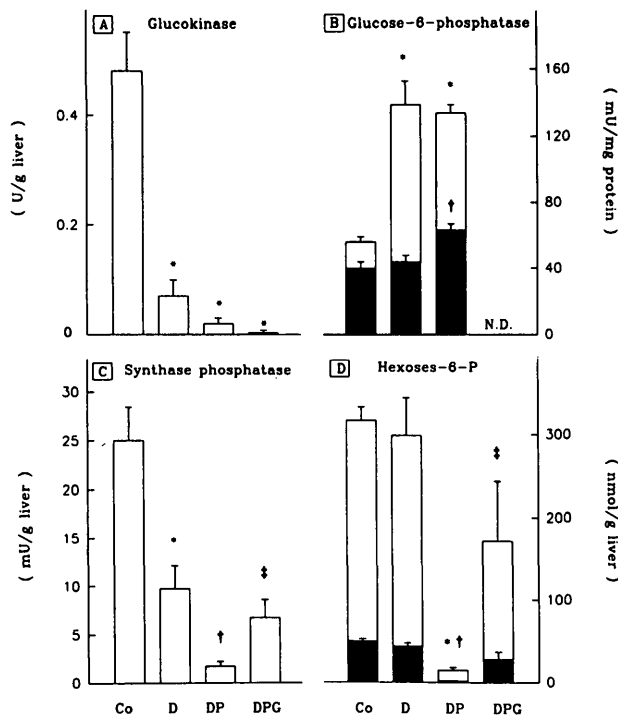 A Glucokinase
B Glucose-6-phosphatase
( U/g liver )
0.4
0.2
0
*
*
*
( mU/mg protein )
160
120
80
40
0
*
*
†
N.D.
C Synthase phosphatase
D Hexoses-6-P
( mU/g liver )
30
25
20
15
10
5
0
*
†
‡
( nmol/g liver )
300
200
100
0
* †
‡
Co D DP DPG
Co D DP DPG